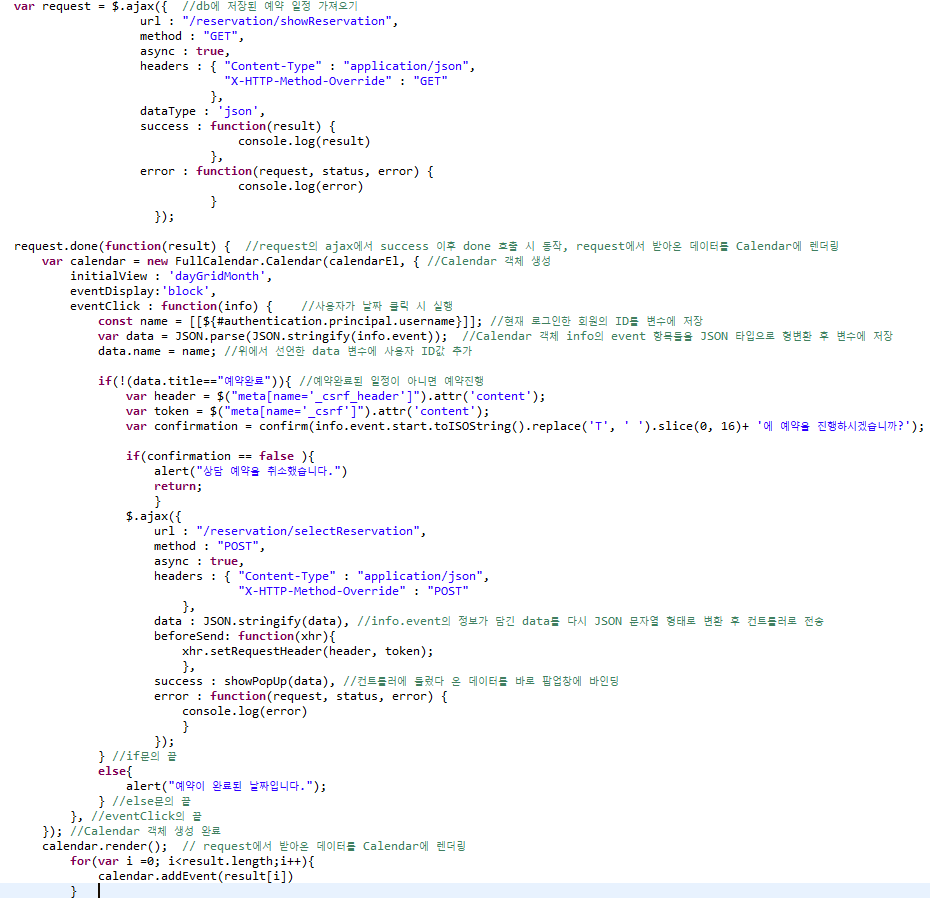 var request = $.ajax({  //db에 저장된 예약 일정 가져오기
url : "/reservation/showReservation",
method : "GET",
async : true,
headers : { "Content-Type" : "application/json",
"X-HTTP-Method-Override" : "GET"
},
dataType : 'json',
success : function(result) {
console.log(result)
},
error : function(request, status, error) {
console.log(error)
}
});
request.done(function(result) {  //request의 ajax에서 success 이후 done 호출 시 동작, request에서 받아온 데이터를 Calendar에 렌더링
var calendar = new FullCalendar.Calendar(calendarEl, { //Calendar 객체 생성
initialView : 'dayGridMonth',
eventDisplay:'block',
eventClick : function(info) {    //사용자가 날짜 클릭 시 실행
const name = [[${#authentication.principal.username}]]; //현재 로그인한 회원의 ID를 변수에 저장
var data = JSON.parse(JSON.stringify(info.event));  //Calendar 객체 info의 event 항목들을 JSON 타입으로 형변환 후 변수에 저장
data.name = name; //위에서 선언한 data 변수에 사용자 ID값 추가
if(!(data.title=="예약완료")){ //예약완료된 일정이 아니면 예약진행
var header = $("meta[name='_csrf_header']").attr('content');
var token = $("meta[name='_csrf']").attr('content');
var confirmation = confirm(info.event.start.toISOString().replace('T', ' ').slice(0, 16)+ '에 예약을 진행하시겠습니까?');
if(confirmation == false ){
alert("상담 예약을 취소했습니다.")
return;
}
$.ajax({
url : "/reservation/selectReservation",
method : "POST",
async : true,
headers : { "Content-Type" : "application/json",
"X-HTTP-Method-Override" : "POST"
},
data : JSON.stringify(data), //info.event의 정보가 담긴 data를 다시 JSON 문자열 형태로 변환 후 컨트롤러로 전송
beforeSend: function(xhr){
xhr.setRequestHeader(header, token);
},
success : showPopUp(data), //컨트롤러에 들렀다 온 데이터를 바로 팝업창에 바인딩
error : function(request, status, error) {
console.log(error)
}
});
} //if문의 끝
else{
alert("예약이 완료된 날짜입니다.");
} //else문의 끝
}, //eventClick의 끝
}); //Calendar 객체 생성 완료
calendar.render();  // request에서 받아온 데이터를 Calendar에 렌더링
for(var i =0; i<result.length;i++){
calendar.addEvent(result[i])
}